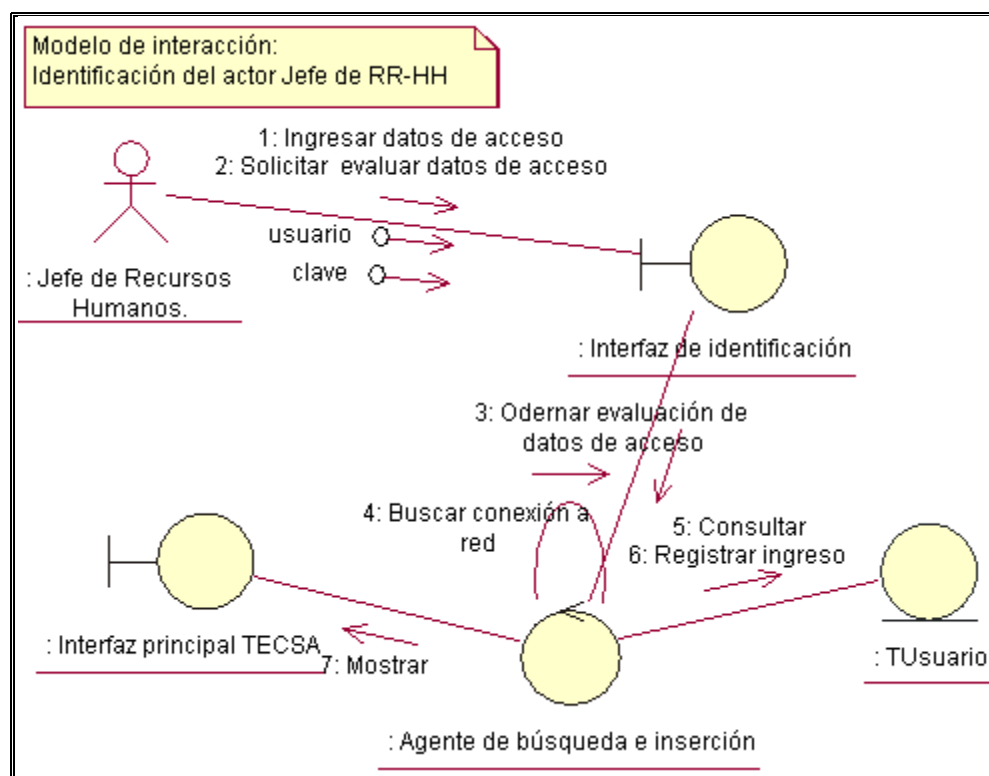 Modelo de interacción:
Identificación del actor Jefe de RR-HH
1: Ingresar datos de acceso
2: Solicitar evaluar datos de acceso
usuario
clave
: Jefe de Recursos
Humanos.
: Interfaz de identificación
3: Odernar evaluación de
datos de acceso
4: Buscar conexión a
red
5: Consultar
6: Registrar ingreso
: Interfaz principal TECSA
7: Mostrar
: TUsuario
: Agente de búsqueda e inserción